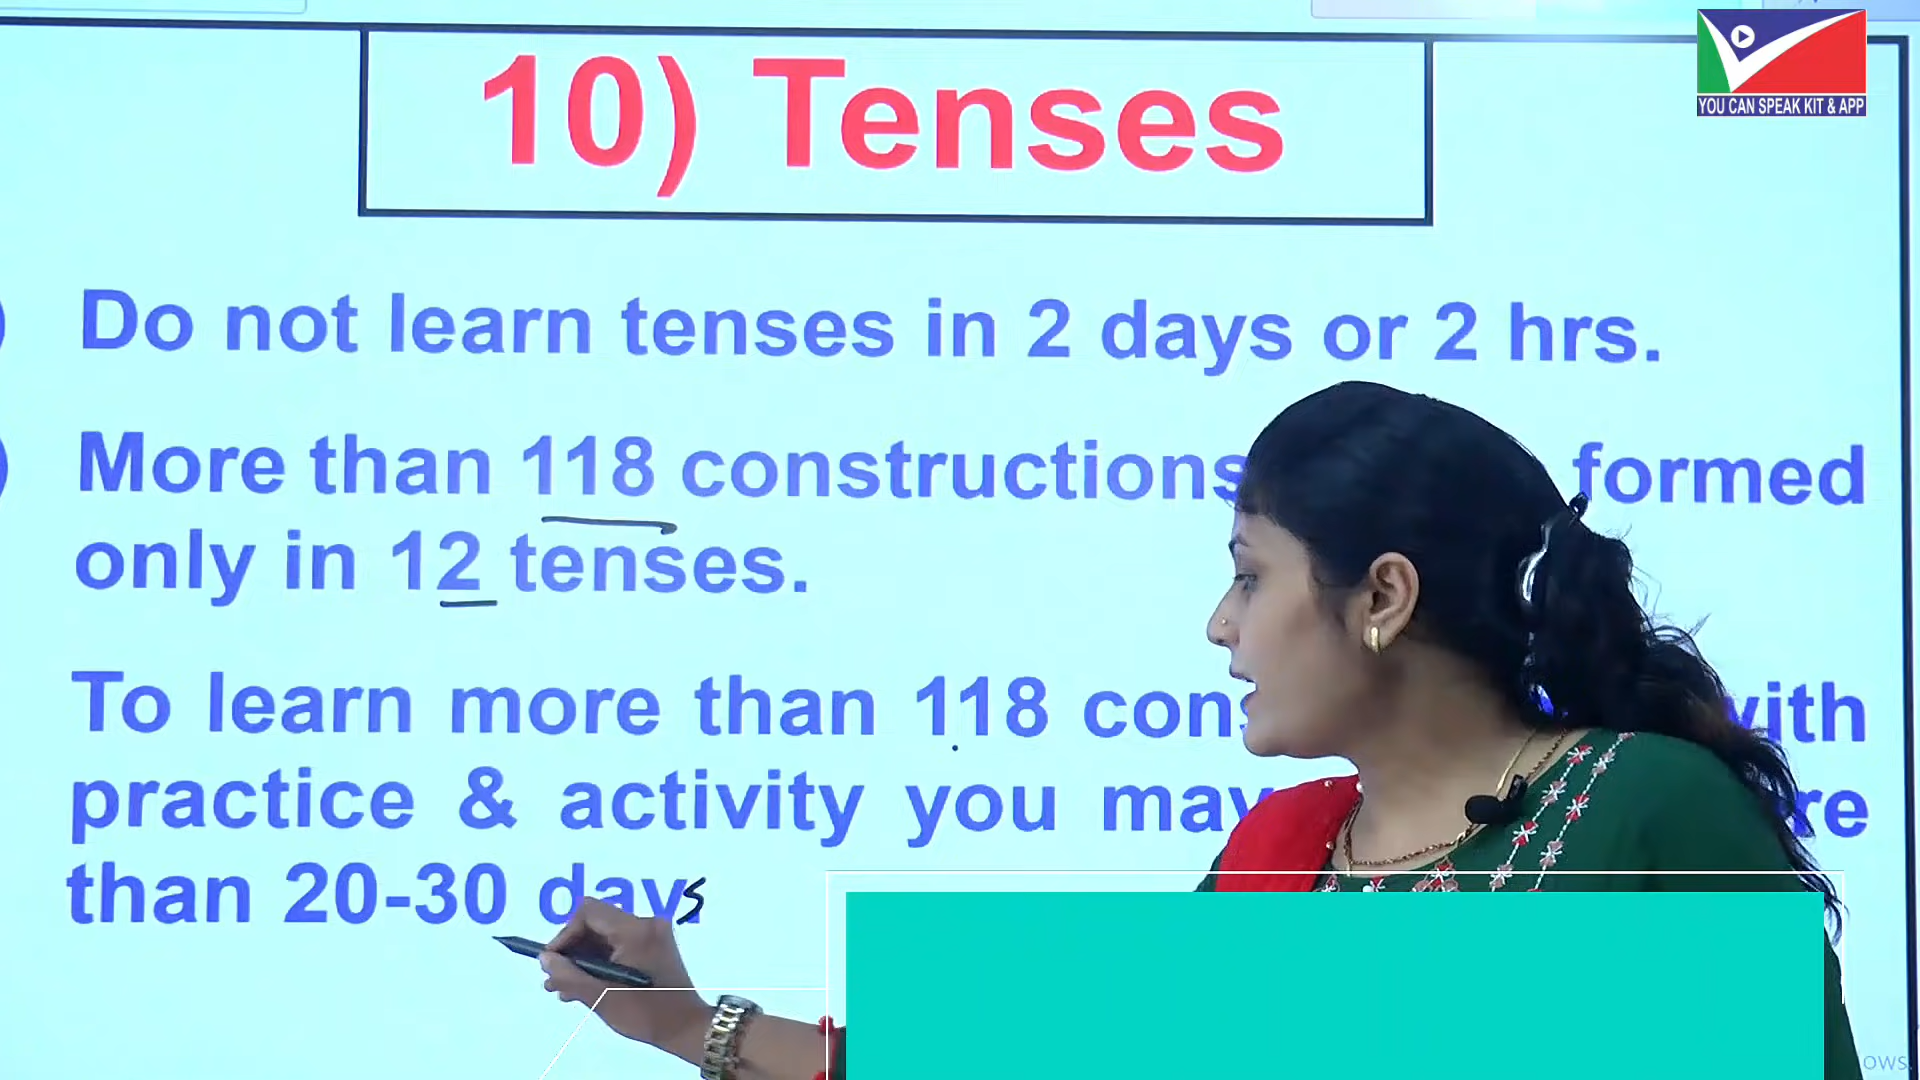 YOU CAN SPEAK KIT & APP
10) Tenses
Do not learn tenses in 2 days or 2 hrs.
More than 118 constructions formed
only in 12 tenses.
To learn more than 118 with
practice & activity you may
than 20-30 days